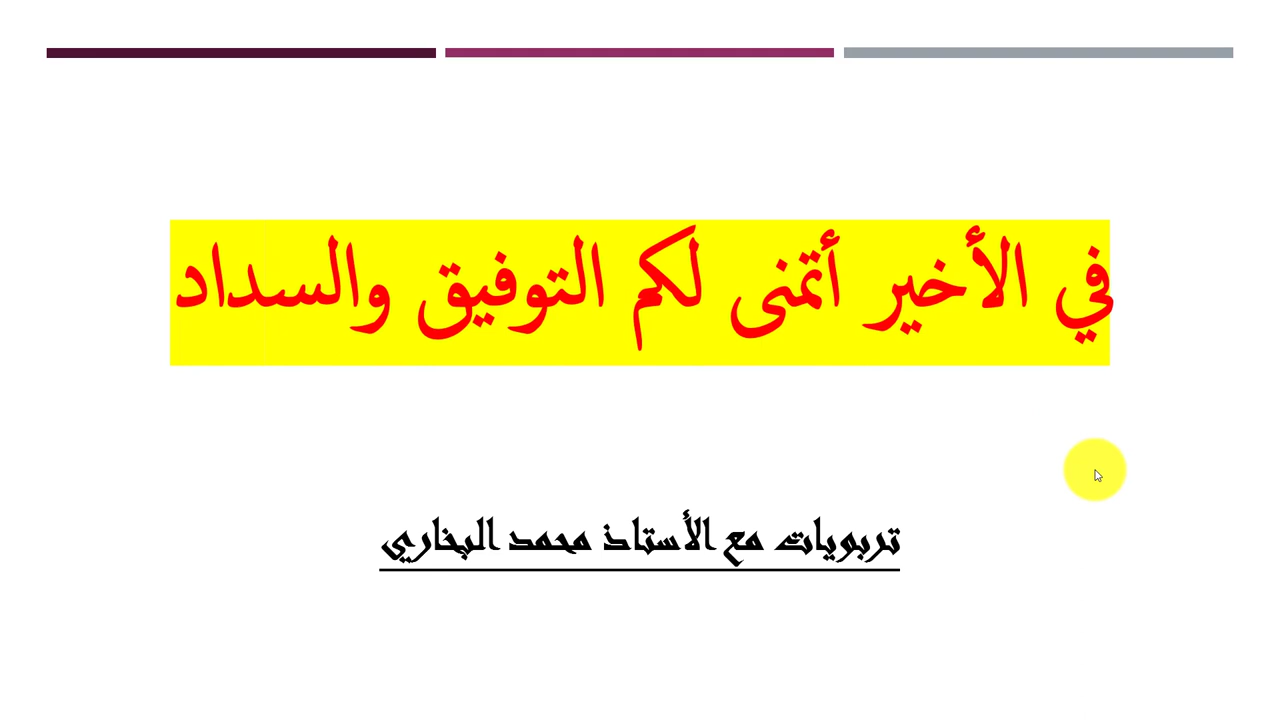 في الأخير أتمنى لكم التوفيق والسداد
تربويات مع الأستاذ محمد البخاري